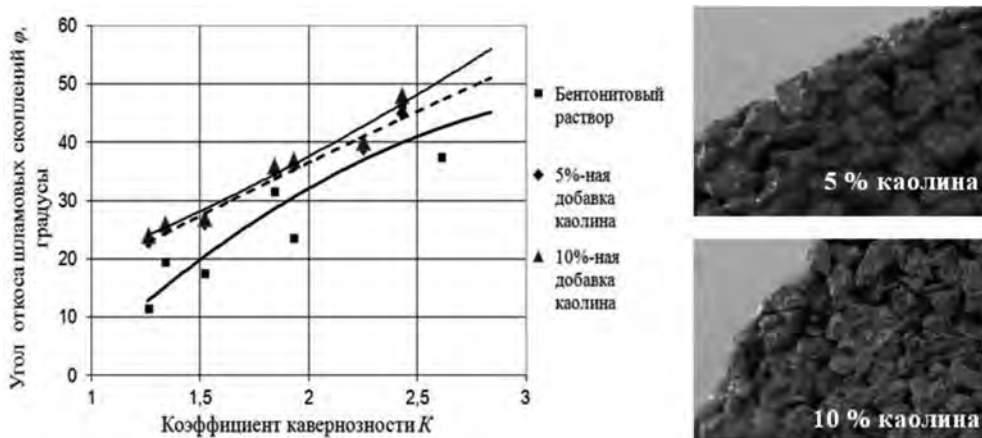 Угол откоса шламовых скоплений φ,
градусы
60
50
40
30
20
10
0
1
1,5
2
2,5
3
Коэффициент кавернозности K
Бентонитовый
раствор
5%-ная
добавка
каолина
10%-ная
добавка
каолина
5 % каолина
10 % каолина